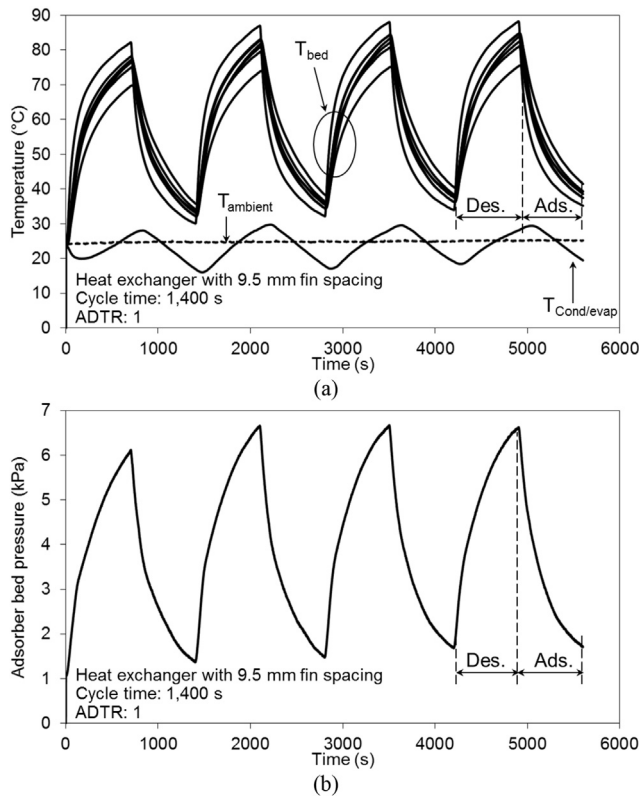 90
80
70
60
50
40
30
20
10
0
Temperature (°C)
T bed
T ambient
Des. Ads.
T Cond/evap
Heat exchanger with 9.5 mm fin spacing
Cycle time: 1,400 s
ADTR: 1
0 1000 2000 3000 4000 5000 6000
Time (s)
(a)
7
6
5
4
3
2
1
0
Adsorber bed pressure (kPa)
Des. Ads.
Heat exchanger with 9.5 mm fin spacing
Cycle time: 1,400 s
ADTR: 1
0 1000 2000 3000 4000 5000 6000
Time (s)
(b)